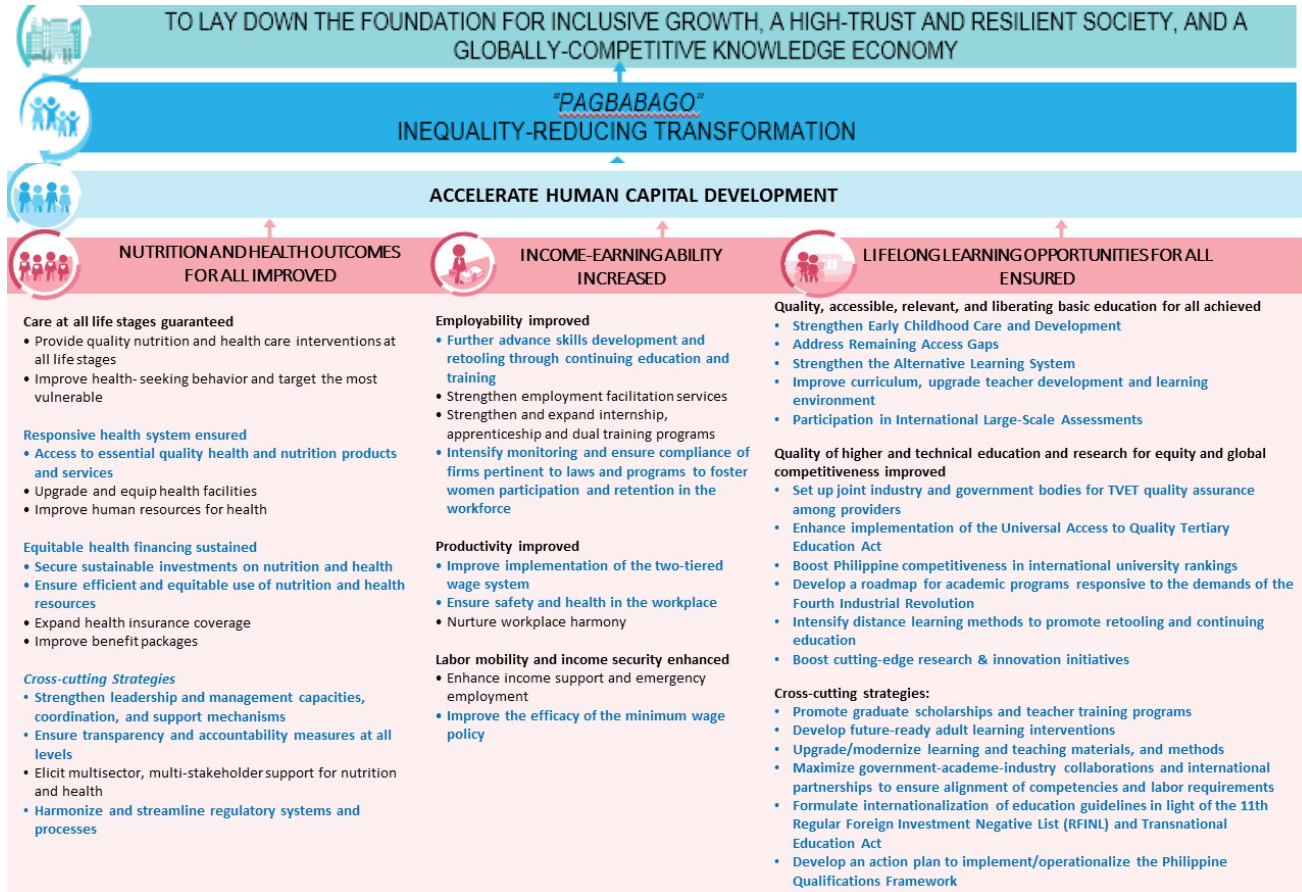 TO LAY DOWN THE FOUNDATION FOR INCLUSIVE GROWTH, A HIGH-TRUST AND RESILIENT SOCIETY, AND A
GLOBALLY-COMPETITIVE KNOWLEDGE ECONOMY
"PAGBABAGO"
INEQUALITY-REDUCING TRANSFORMATION
ACCELERATE HUMAN CAPITAL DEVELOPMENT
NUTRITION AND HEALTH OUTCOMES
FOR ALL IMPROVED
Care at all life stages guaranteed
• Provide quality nutrition and health care interventions at
all life stages
• Improve health- seeking behavior and target the most
vulnerable
Responsive health system ensured
• Access to essential quality health and nutrition products
and services
• Upgrade and equip health facilities
• Improve human resources for health
Equitable health financing sustained
• Secure sustainable investments on nutrition and health
• Ensure efficient and equitable use of nutrition and health
resources
• Expand health insurance coverage
• Improve benefit packages
Cross-cutting Strategies
• Strengthen leadership and management capacities,
coordination, and support mechanisms
• Ensure transparency and accountability measures at all
levels
• Elicit multisector, multi-stakeholder support for nutrition
and health
• Harmonize and streamline regulatory systems and
processes
INCOME-EARNING ABILITY
INCREASED
Employability improved
• Further advance skills development and
retooling through continuing education and
training
• Strengthen employment facilitation services
• Strengthen and expand internship,
apprenticeship and dual training programs
• Intensify monitoring and ensure compliance of
firms pertinent to laws and programs to foster
women participation and retention in the
workforce
Productivity improved
• Improve implementation of the two-tiered
wage system
• Ensure safety and health in the workplace
• Nurture workplace harmony
Labor mobility and income security enhanced
• Enhance income support and emergency
employment
• Improve the efficacy of the minimum wage
policy
LIFELONG LEARNING OPPORTUNITIES FOR ALL
ENSURED
Quality, accessible, relevant, and liberating basic education for all achieved
• Strengthen Early Childhood Care and Development
• Address Remaining Access Gaps
• Strengthen the Alternative Learning System
• Improve curriculum, upgrade teacher development and learning
environment
• Participation in International Large-Scale Assessments
Quality of higher and technical education and research for equity and global
competitiveness improved
• Set up joint industry and government bodies for TVET quality assurance
among providers
• Enhance implementation of the Universal Access to Quality Tertiary
Education Act
• Boost Philippine competitiveness in international university rankings
• Develop a roadmap for academic programs responsive to the demands of the
Fourth Industrial Revolution
• Intensify distance learning methods to promote retooling and continuing
education
• Boost cutting-edge research & innovation initiatives
Cross-cutting strategies:
• Promote graduate scholarships and teacher training programs
• Develop future-ready adult learning interventions
• Upgrade/modernize learning and teaching materials, and methods
• Maximize government-academe-industry collaborations and international
partnerships to ensure alignment of competencies and labor requirements
• Formulate internationalization of education guidelines in light of the 11th
Regular Foreign Investment Negative List (RFINL) and Transnational
Education Act
• Develop an action plan to implement/operationalize the Philippine
Qualifications Framework